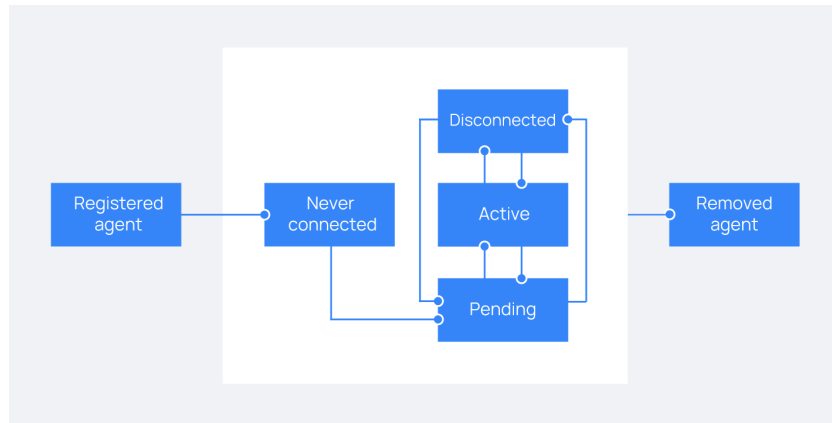 Registered
agent
Never
connected
Disconnected
Active
Pending
Removed
agent